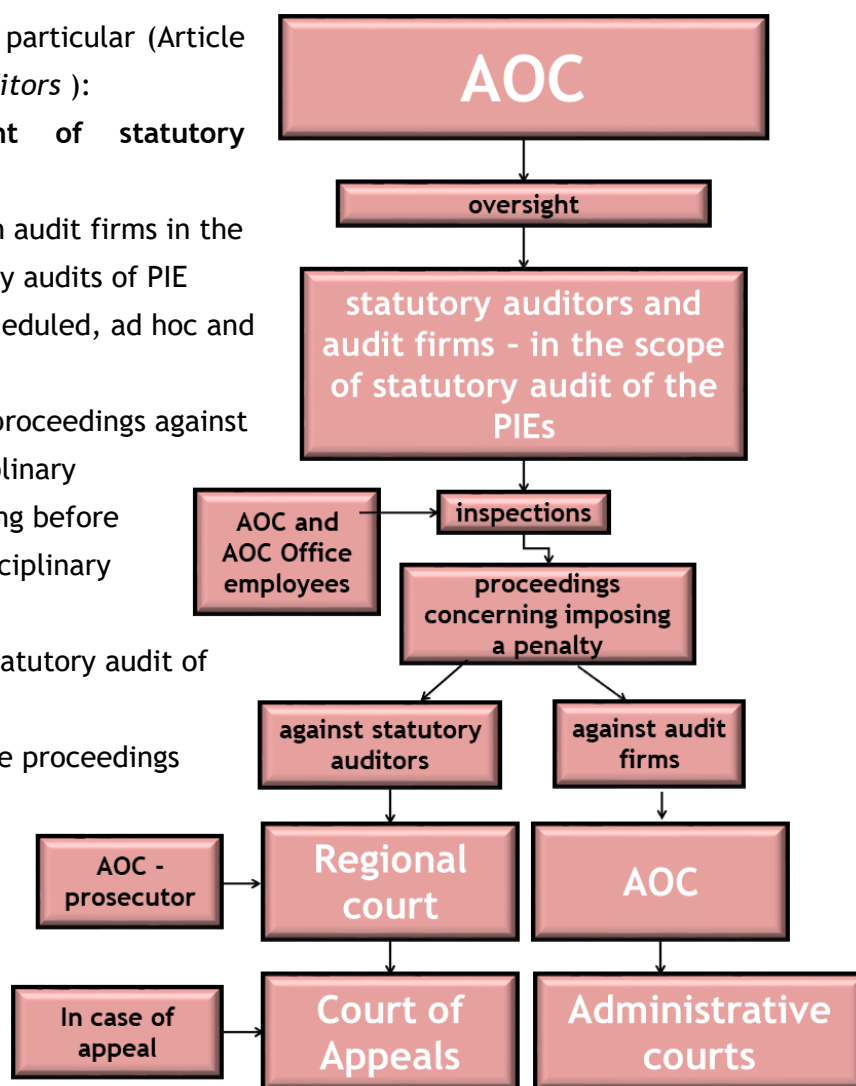 particular (Article
ditors ):
nt of statutory
n audit firms in the
y audits of PIE
eduled, ad hoc and
proceedings against
plinary
ng before
ciplinary
tatutory audit of
e proceedings
AOC
oversight
statutory auditors and
audit firms - in the scope
of statutory audit of the
PIEs
AOC and
AOC Office
employees
inspections
proceedings
concerning imposing
a penalty
against statutory
auditors
against audit
firms
AOC -
prosecutor
Regional
court
AOC
In case of
appeal
Court of
Appeals
Administrative
courts